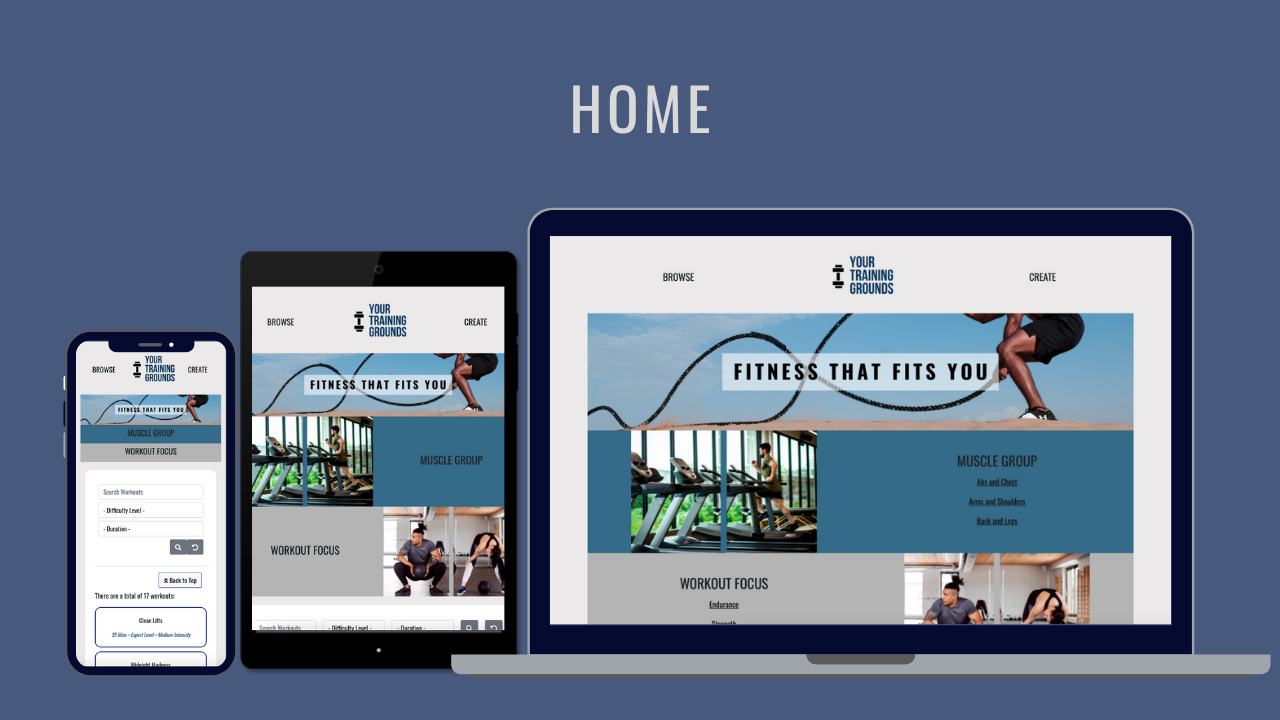 HOME
BROWSE
YOUR
TRAINING
GROUNDS
CREATE
FITNESS THAT FITS YOU
MUSCLE GROUP
WORKOUT FOCUS
Search Workouts
- Difficulty Level -
- Duration -
Back to Top
There are a total of 17 workouts:
Clean Lifts
35 Mins - Expert Level - Medium Intensity
Midnight Madness
BROWSE
YOUR
TRAINING
GROUNDS
CREATE
FITNESS THAT FITS YOU
MUSCLE GROUP
WORKOUT FOCUS
Search Workouts
- Difficulty Level -
- Duration -
BROWSE
YOUR
TRAINING
GROUNDS
CREATE
FITNESS THAT FITS YOU
MUSCLE GROUP
Abs and Chest
Arms and Shoulders
Back and Legs
WORKOUT FOCUS
Endurance
Strength